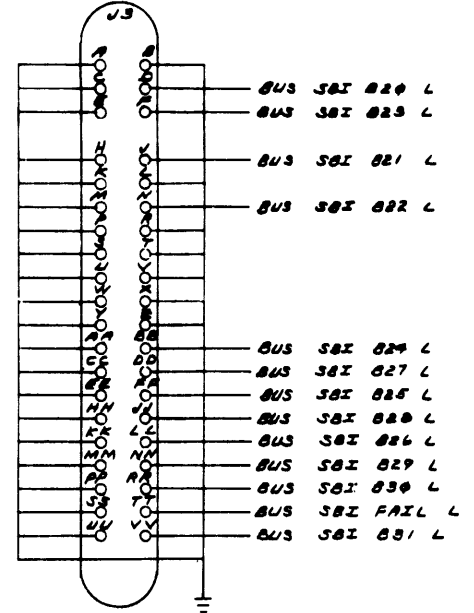 J3
A B
D BUS SBI B20 L
F BUS SBI B23 L
H J BUS SBI B21 L
K L
M N BUS SBI B22 L
AA BB BUS SBI B24 L
CC DD BUS SBI B27 L
EE FF BUS SBI B25 L
HH JJ BUS SBI B28 L
KK LL BUS SBI B26 L
MM NN BUS SBI B29 L
PP RR BUS SBI B30 L
SS TT BUS SBI FAIL L
UU VV BUS SBI B31 L